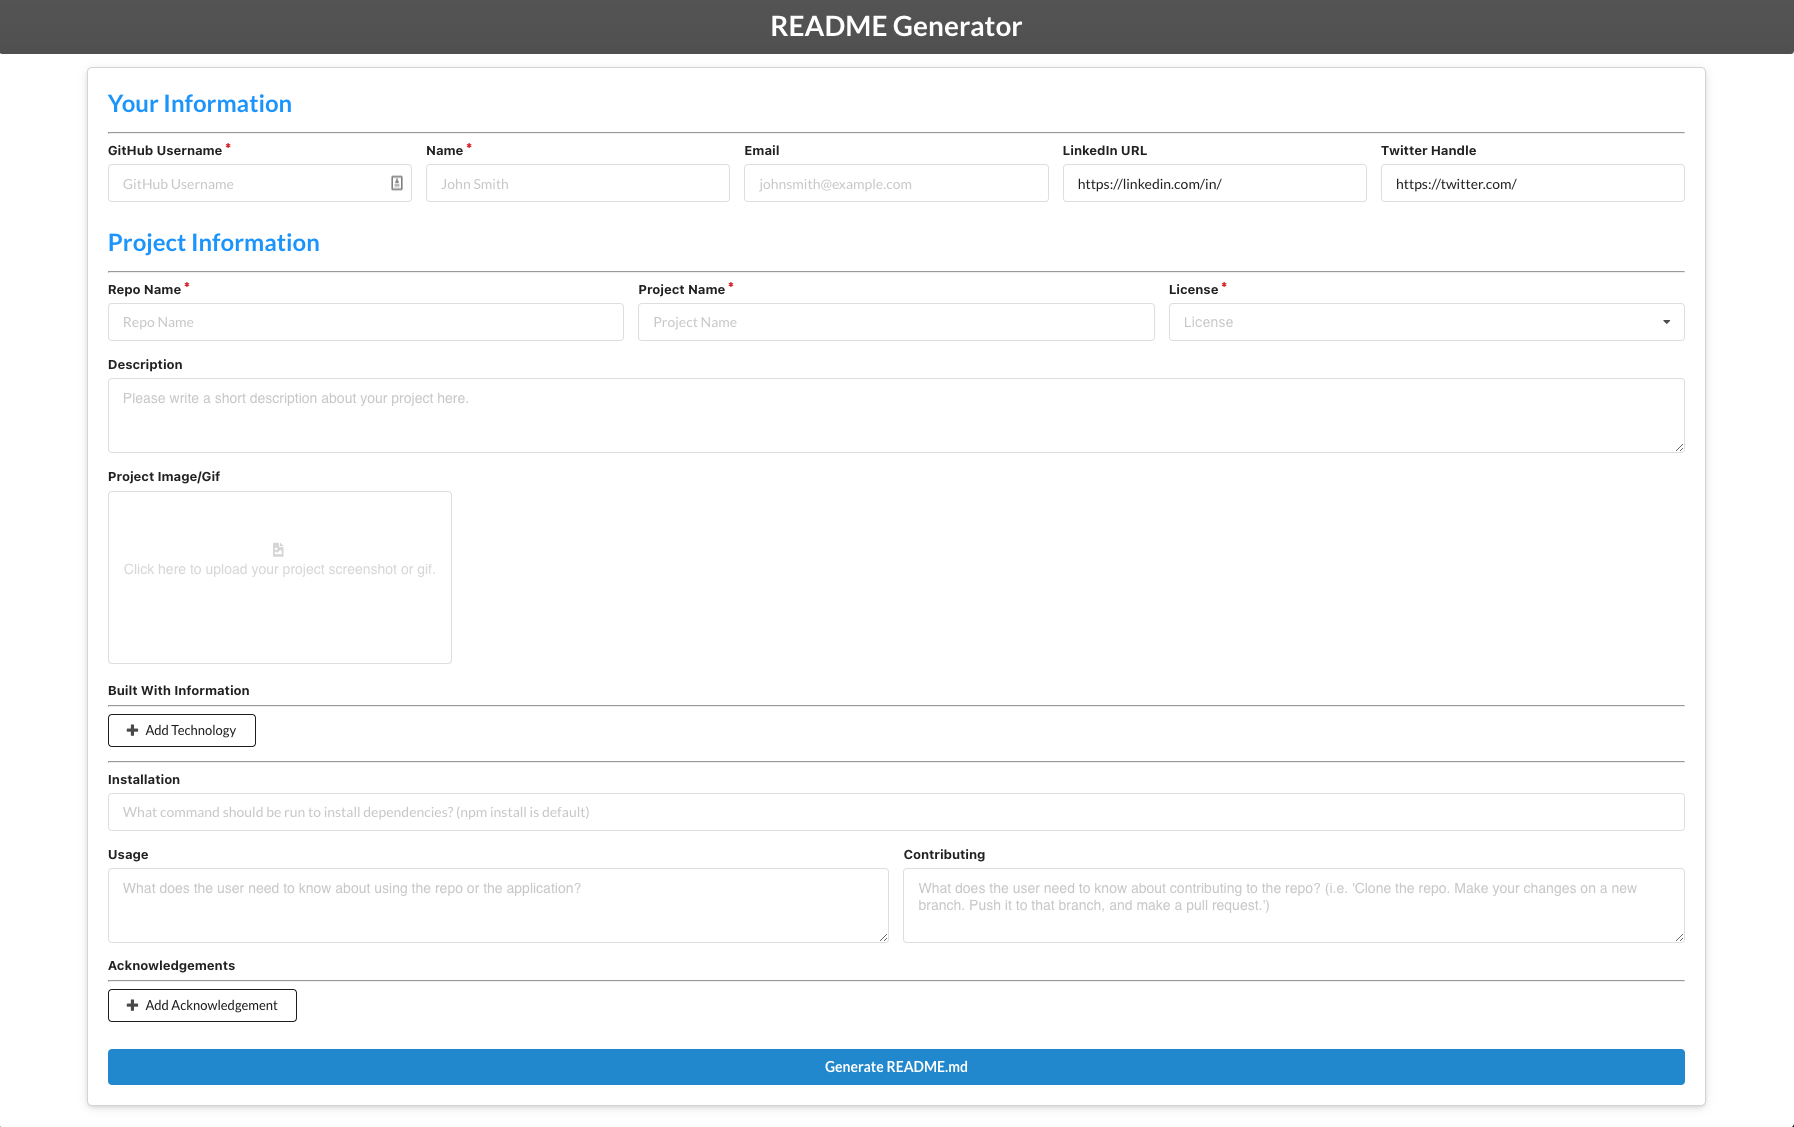 README Generator
Your Information
GitHub Username * Name * Email LinkedIn URL Twitter Handle
GitHub Username John Smith johnsmith@example.com https://linkedin.com/in/ https://twitter.com/
Project Information
Repo Name * Project Name * License *
Repo Name Project Name License
Description
Please write a short description about your project here.
Project Image/Gif
Click here to upload your project screenshot or gif.
Built With Information
Add Technology
Installation
What command should be run to install dependencies? (npm install is default)
Usage
What does the user need to know about using the repo or the application?
Contributing
What does the user need to know about contributing to the repo? (i.e. 'Clone the repo. Make your changes on a new
branch. Push it to that branch, and make a pull request.')
Acknowledgements
Add Acknowledgement
Generate README.md